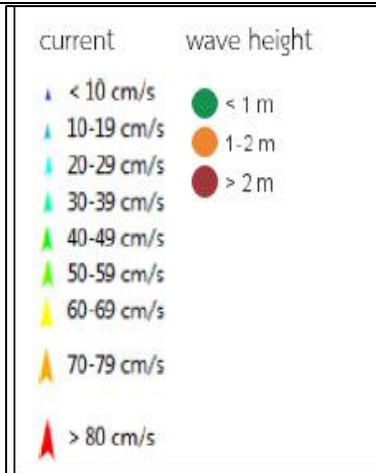 current
< 10 cm/s
10-19 cm/s
20-29 cm/s
30-39 cm/s
40-49 cm/s
50-59 cm/s
60-69 cm/s
70-79 cm/s
> 80 cm/s
wave height
< 1 m
1-2 m
> 2 m